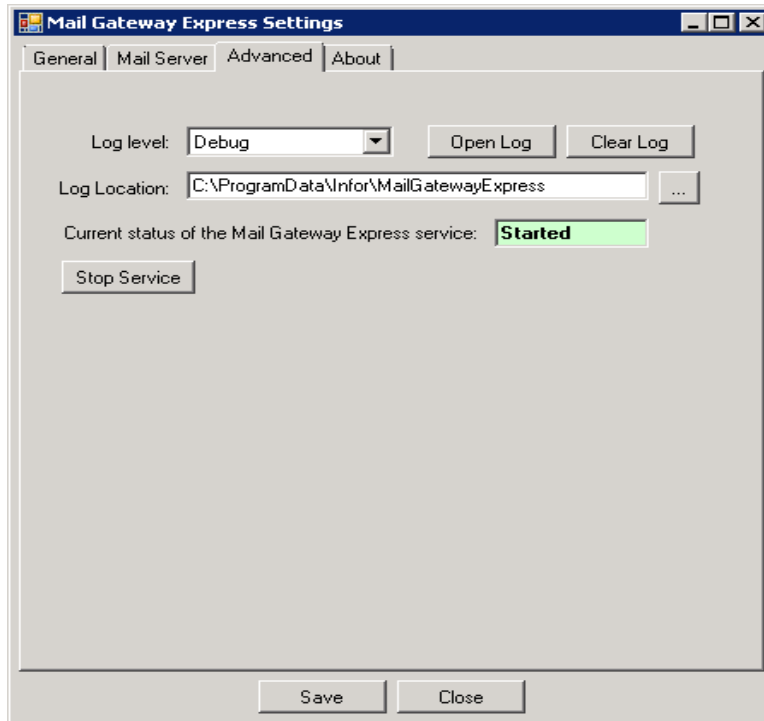 Mail Gateway Express Settings
General Mail Server Advanced About
Log level: Debug Open Log Clear Log
Log Location: C:\ProgramData\Infor\MailGatewayExpress ...
Current status of the Mail Gateway Express service: Started
Stop Service
Save Close